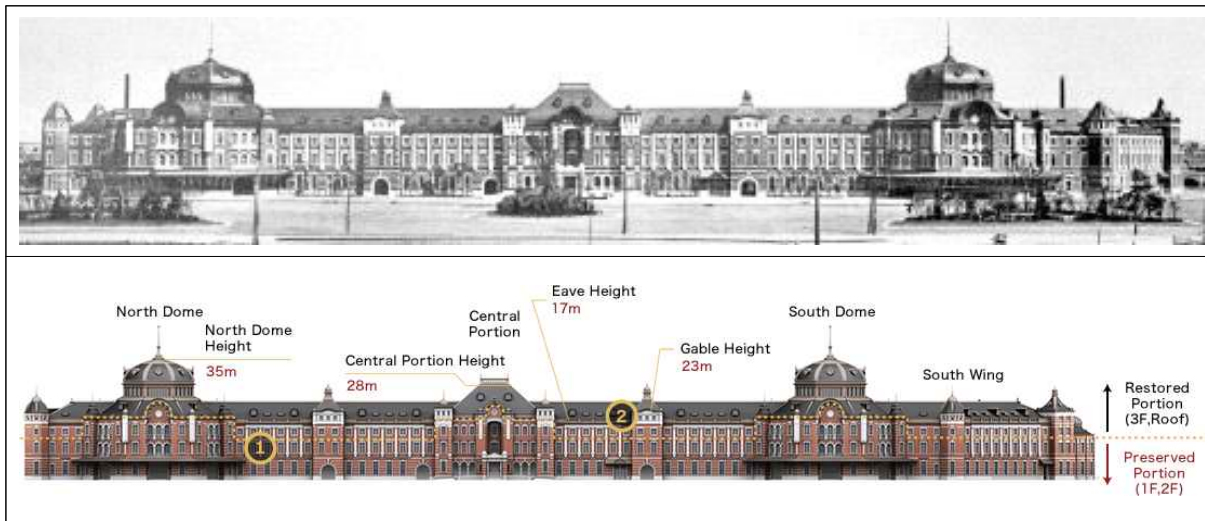 Eave Height
17m
North Dome
Central
Portion
South Dome
North Dome
Height
35m
Central Portion Height
28m
Gable Height
23m
South Wing
Restored
Portion
(3F,Roof)
1
2
Preserved
Portion
(1F,2F)